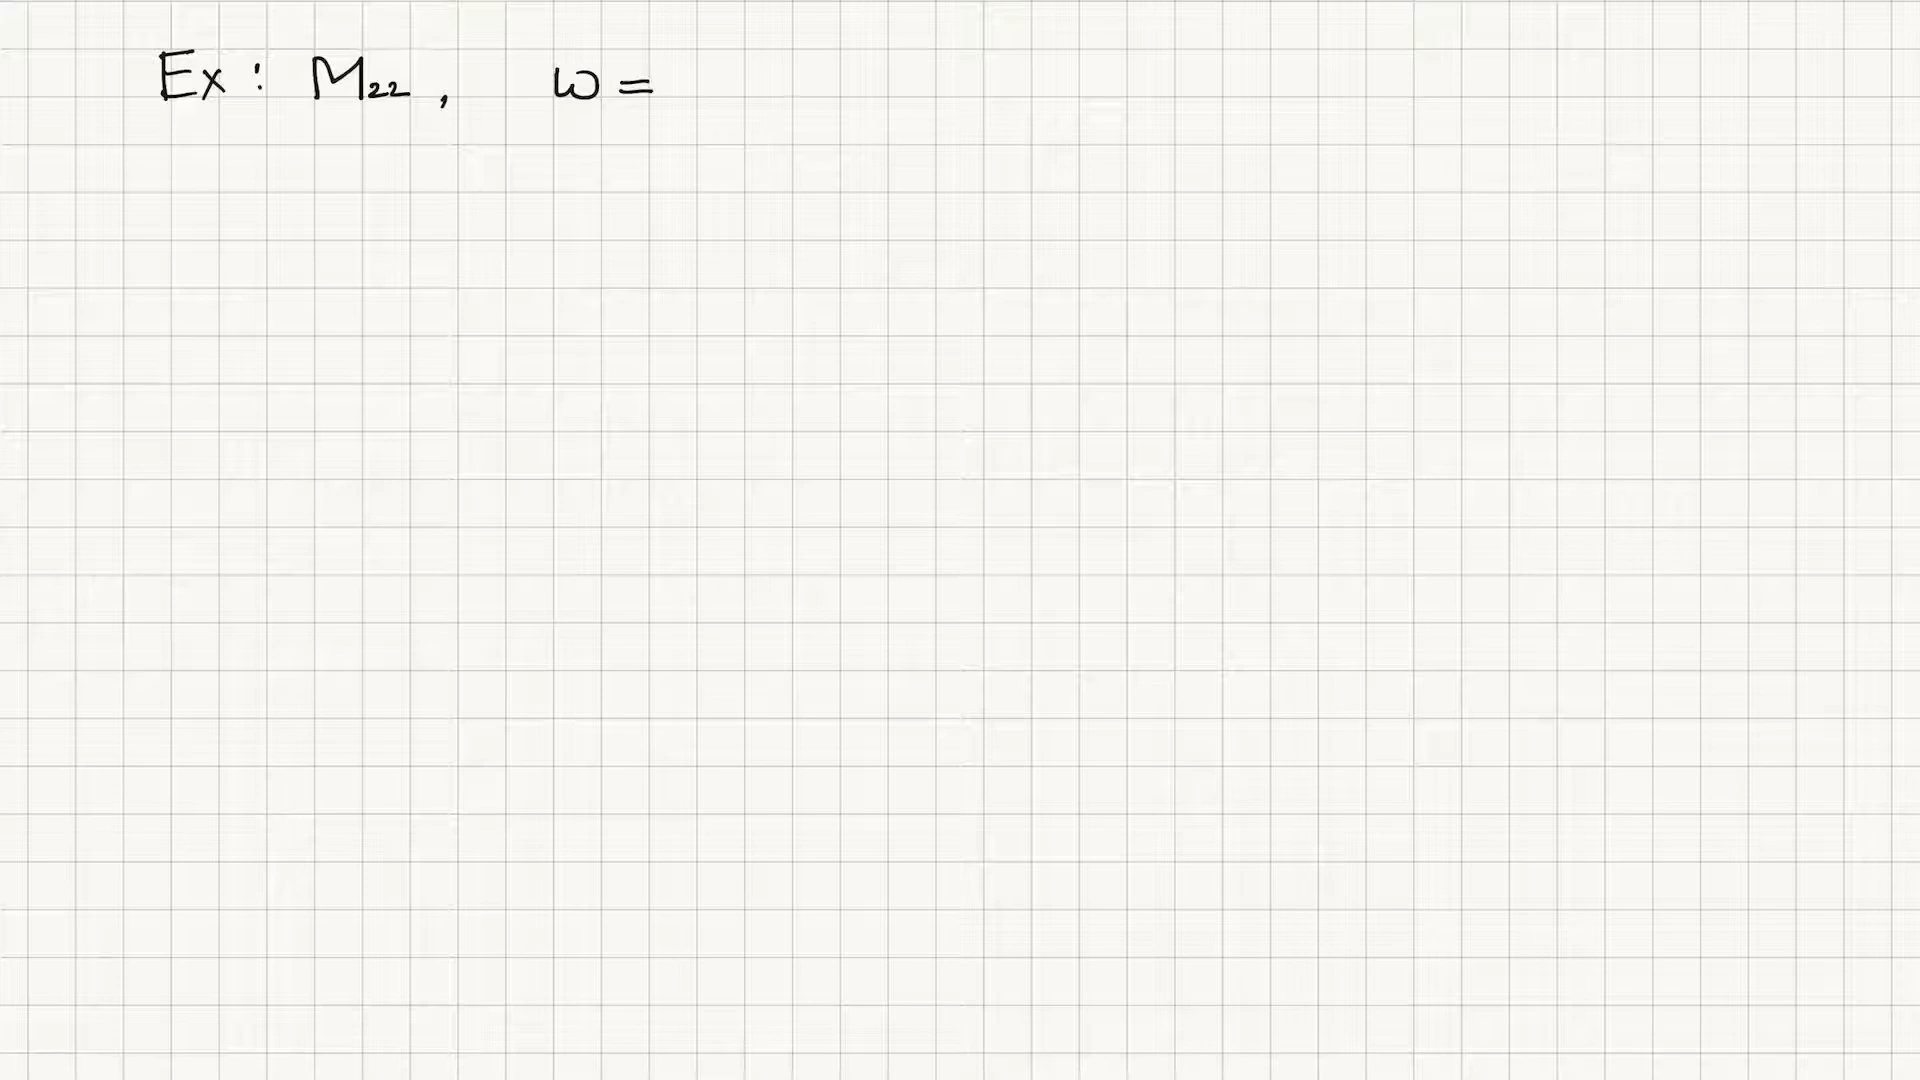 Ex: M₂₂, ω =